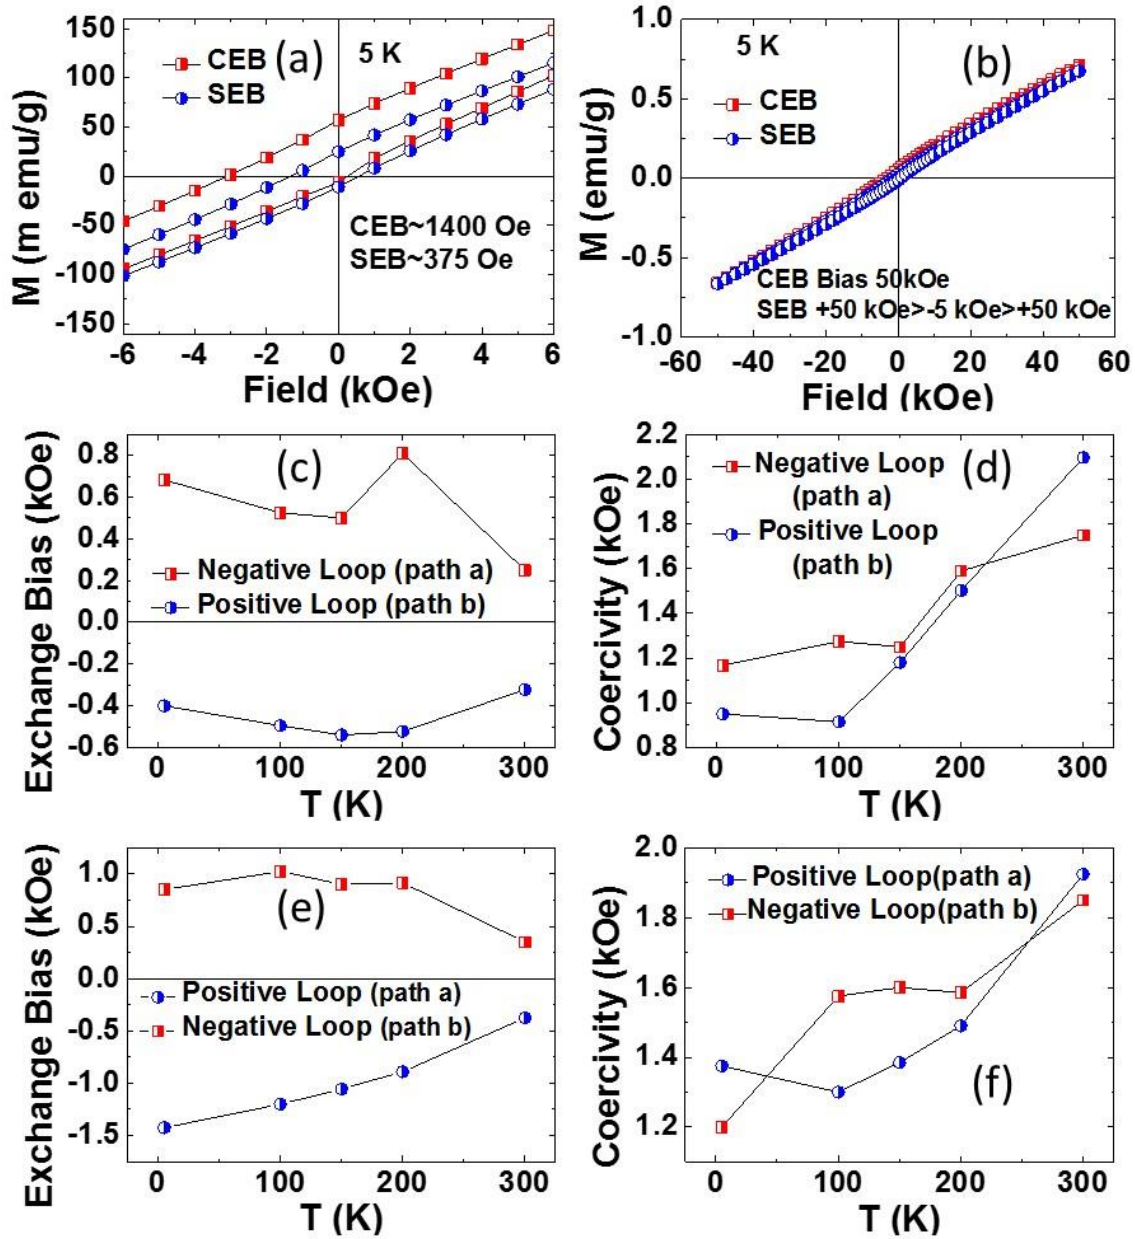 150
100
50
0
-50
-100
-150
M (m emu/g)
CEB
SEB
(a)
5 K
CEB~1400 Oe
SEB~375 Oe
-6 -4 -2 0 2 4 6
Field (kOe)
1.0
0.5
0.0
-0.5
-1.0
M (emu/g)
5 K
(b)
CEB
SEB
CEB Bias 50kOe
SEB +50 kOe>-5 kOe>+50 kOe
-60 -40 -20 0 20 40 60
Field (kOe)
0.8
0.6
0.4
0.2
0.0
-0.2
-0.4
-0.6
Exchange Bias (kOe)
(c)
Negative Loop (path a)
Positive Loop (path b)
0 100 200 300
T (K)
2.2
2.0
1.8
1.6
1.4
1.2
1.0
0.8
Coercivity (kOe)
Negative Loop
(path a)
Positive Loop
(path b)
(d)
0 100 200 300
T (K)
1.0
0.5
0.0
-0.5
-1.0
-1.5
Exchange Bias (kOe)
(e)
Positive Loop (path a)
Negative Loop (path b)
0 100 200 300
T (K)
2.0
1.8
1.6
1.4
1.2
Coercivity (kOe)
Positive Loop(path a)
Negative Loop(path b)
(f)
0 100 200 300
T (K)